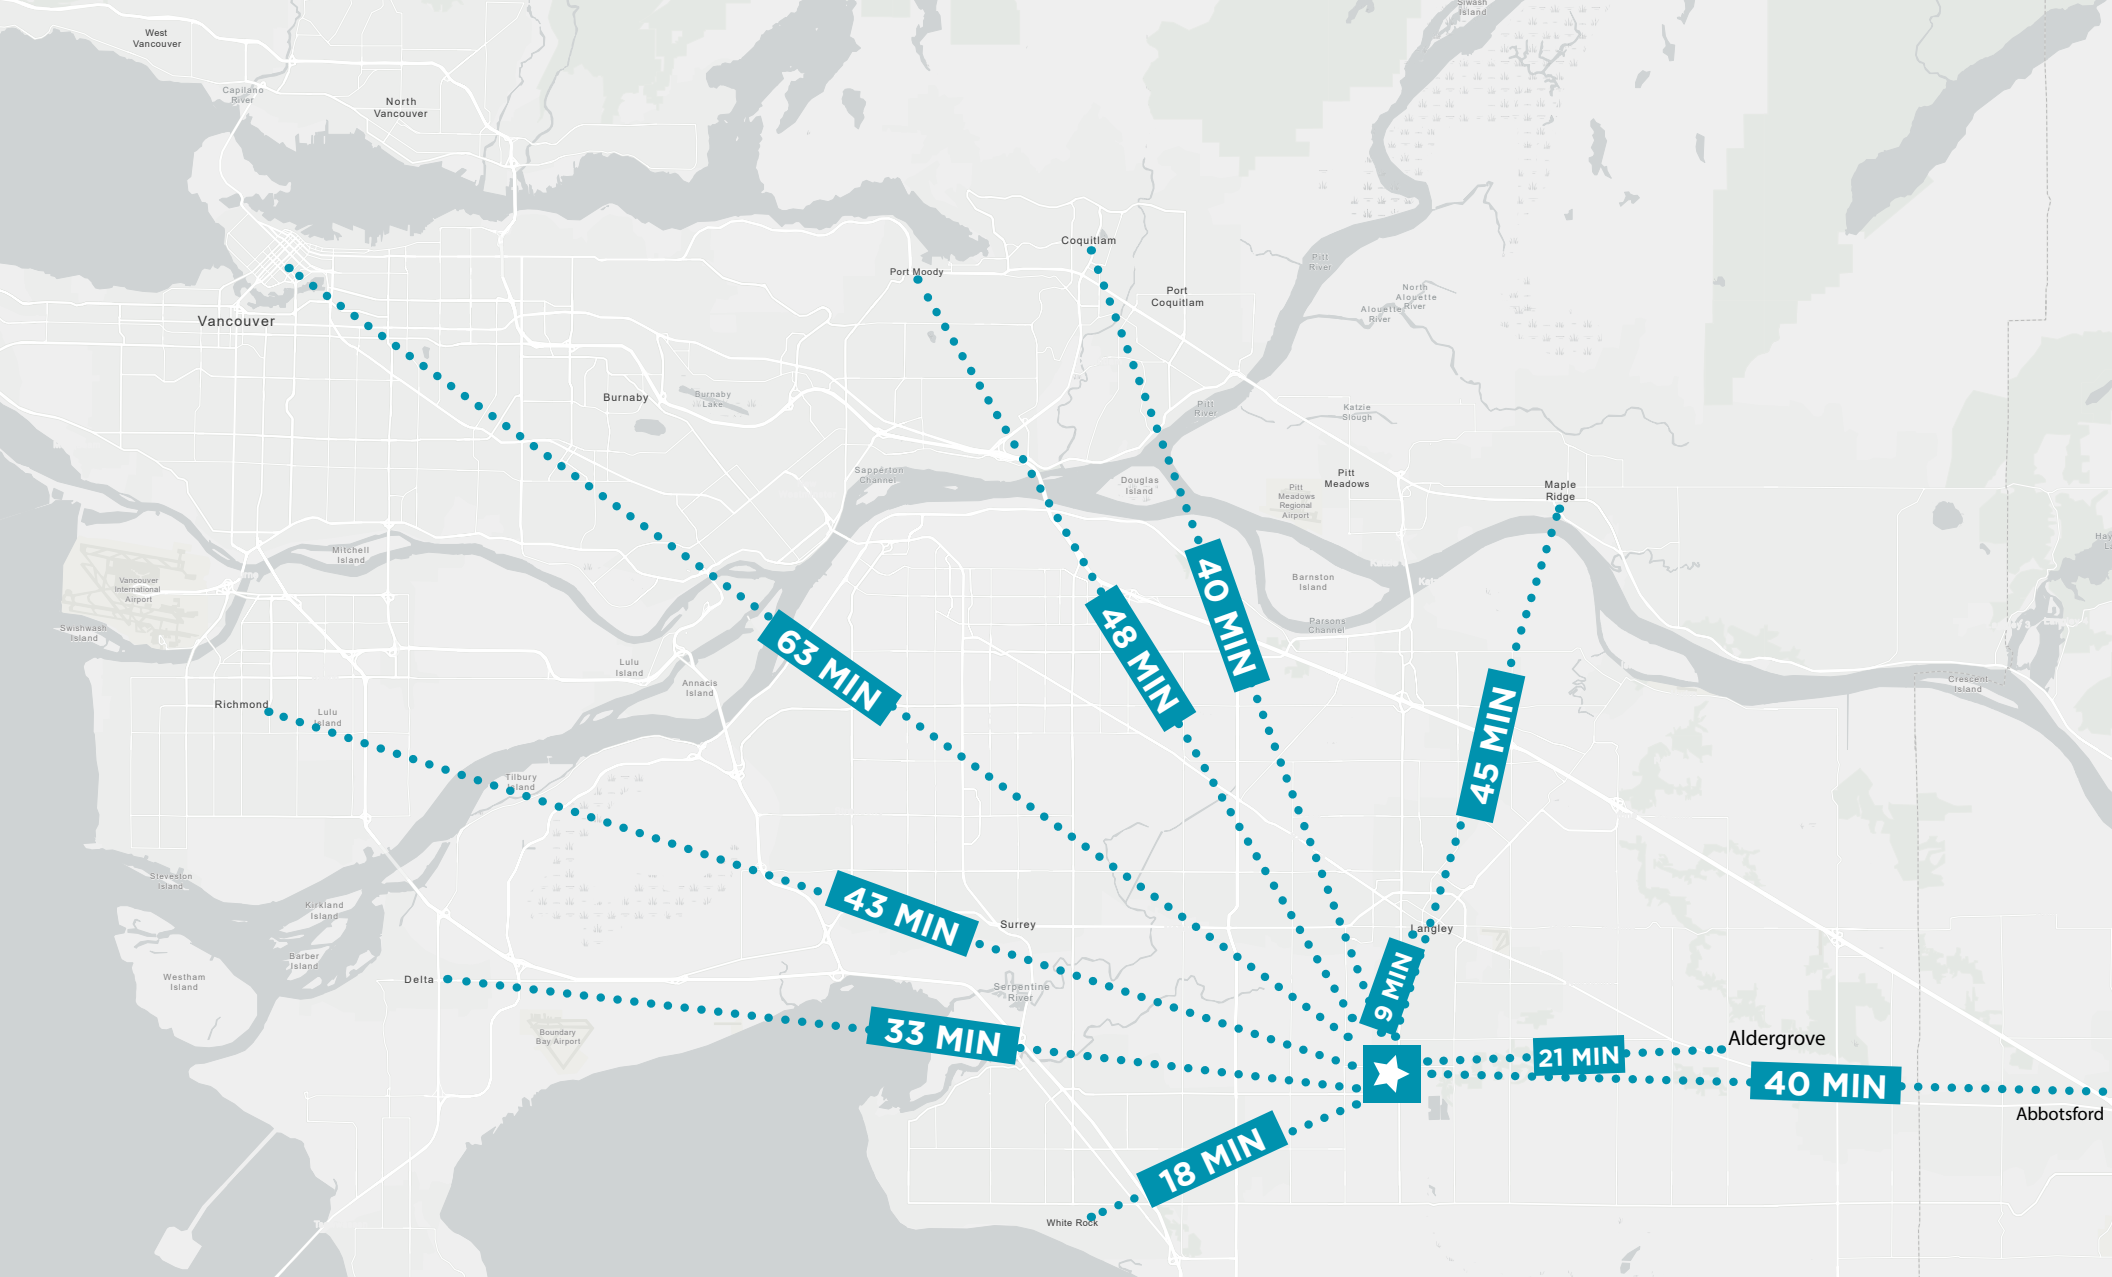 Siwash
Island
West
Vancouver
Capilano
River
North
Vancouver
Coquitlam
Port Moody
Pitt
River
Port
Coquitlam
North
Alouette
River
Alouette
River
Vancouver
Burnaby
Burnaby
Lake
Pitt
River
Katzie
Slough
Sapperton
Channel
Douglas
Island
Pitt
Meadows
Pitt
Meadows
Regional
Airport
Maple
Ridge
Mitchell
Island
Vancouver
International
Airport
Barnston
Island
40 MIN
Swishwash
Island
Parsons
Channel
48 MIN
63 MIN
Lulu
Island
Annacis
Island
Crescent
Island
Richmond
Lulu
Island
45 MIN
Tilbury
Island
Steveston
Island
Kirkland
Island
43 MIN
Surrey
Langley
Barber
Island
Westham
Island
Delta
Serpentine
River
9 MIN
33 MIN
Boundary
Bay Airport
21 MIN
Aldergrove
40 MIN
Abbotsford
18 MIN
White Rock